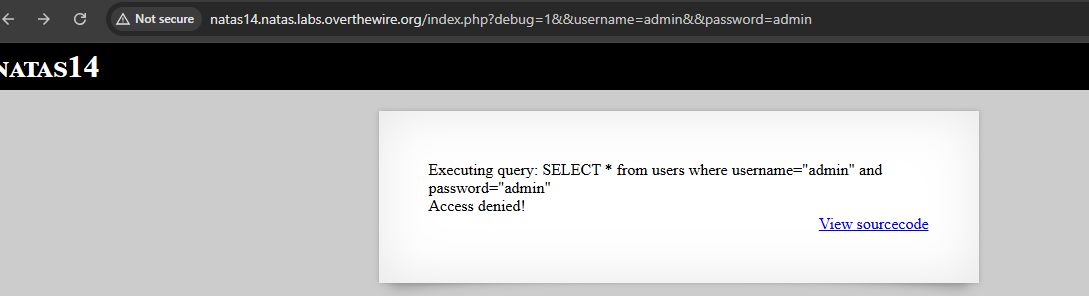 Not secure natas14.natas.labs.overthewire.org/index.php?debug=1&&username=admin&&password=admin
NATAS14
Executing query: SELECT * from users where username="admin" and
password="admin"
Access denied!
View sourcecode